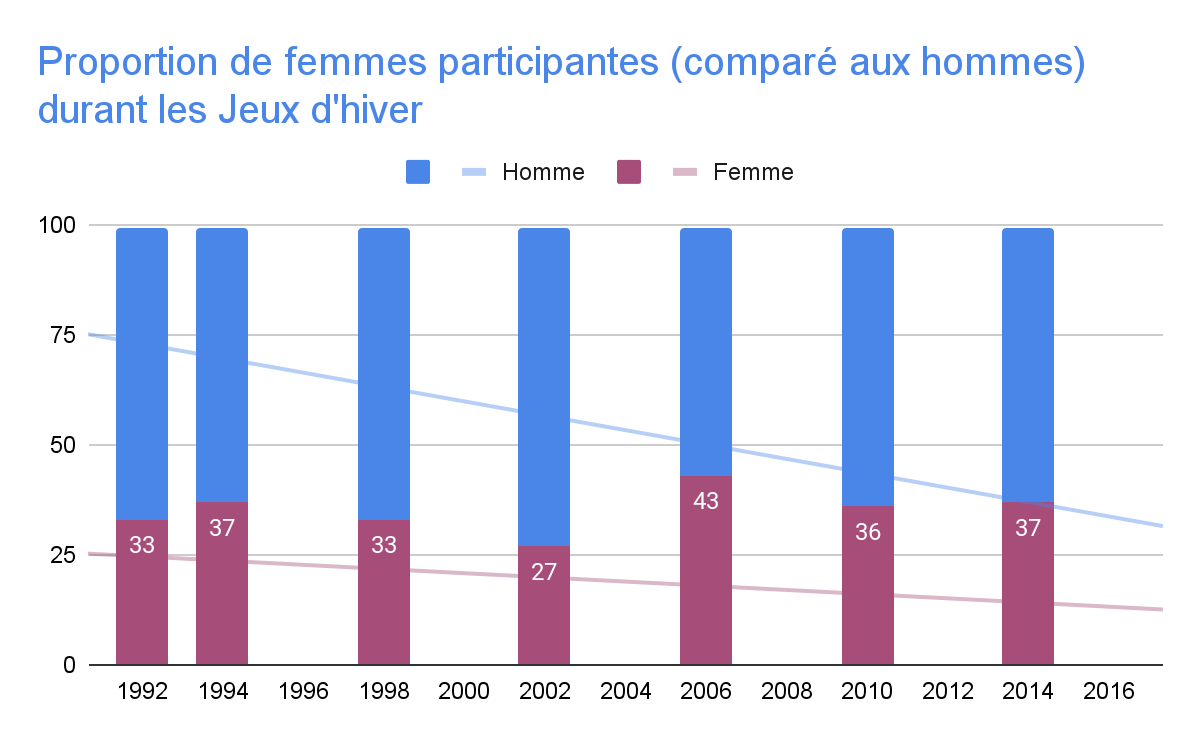 Proportion de femmes participantes (comparé aux hommes)
durant les Jeux d'hiver
Homme Femme
100
75
50
25
0
33 37 33 27 43 36 37
1992 1994 1996 1998 2000 2002 2004 2006 2008 2010 2012 2014 2016